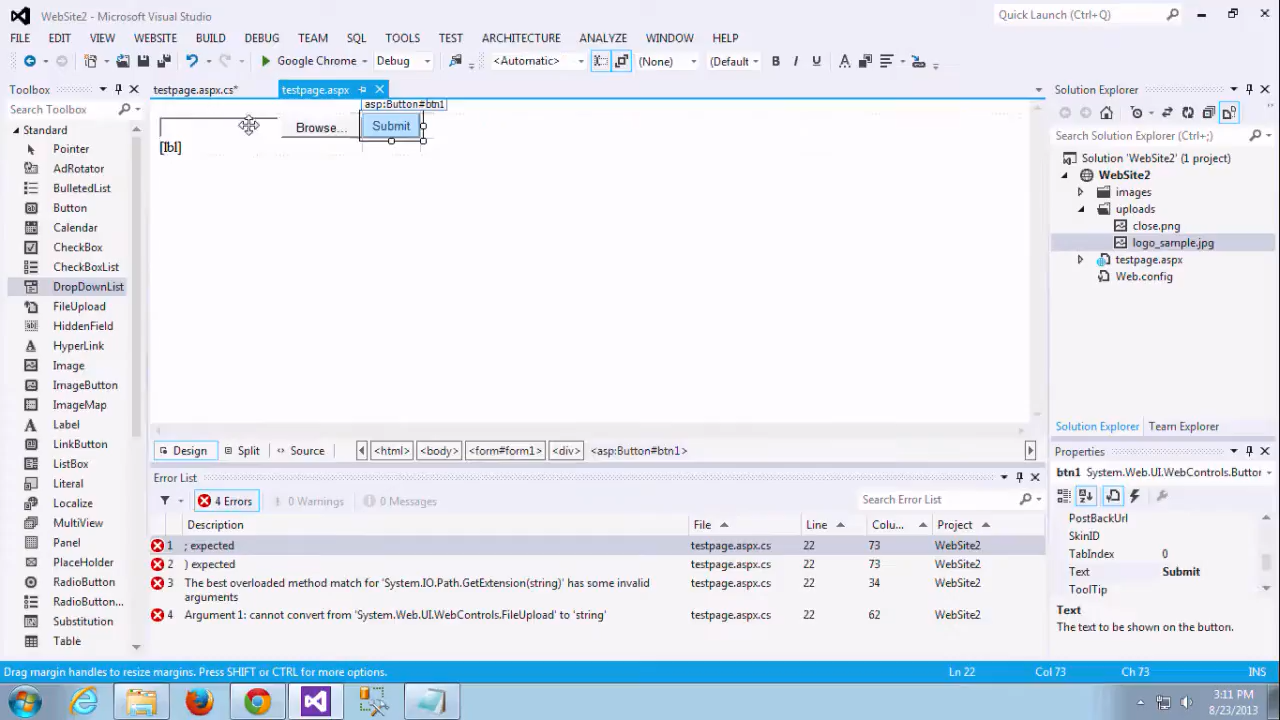 WebSite2 - Microsoft Visual Studio
Quick Launch (Ctrl+Q)
FILE EDIT VIEW WEBSITE BUILD DEBUG TEAM SQL TOOLS TEST ARCHITECTURE ANALYZE WINDOW HELP
Google Chrome Debug <Automatic> (None) (Default B I U A
Toolbox
testpage.aspx.cs* testpage.aspx
Solution Explorer
Search Toolbox
asp:Button#btn1
Search Solution Explorer (Ctrl+;)
Standard
Pointer
AdRotator
BulletedList
Button
Calendar
CheckBox
CheckBoxList
DropDownList
FileUpload
HiddenField
HyperLink
Image
ImageButton
ImageMap
Label
LinkButton
ListBox
Literal
Localize
MultiView
Panel
PlaceHolder
RadioButton
RadioButton...
Substitution
Table
Browse... Submit
[lbl]
Design Split Source <html> <body> <form#form1> <div> <asp:Button#btn1>
Error List
4 Errors 0 Warnings 0 Messages Search Error List
Description File Line Colu... Project
1 ; expected testpage.aspx.cs 22 73 WebSite2
2 ) expected testpage.aspx.cs 22 73 WebSite2
3 The best overloaded method match for 'System.IO.Path.GetExtension(string)' has some invalid testpage.aspx.cs 22 34 WebSite2
arguments
4 Argument 1: cannot convert from 'System.Web.UI.WebControls.FileUpload' to 'string' testpage.aspx.cs 22 62 WebSite2
Solution 'WebSite2' (1 project)
WebSite2
images
uploads
close.png
logo_sample.jpg
testpage.aspx
Web.config
Solution Explorer Team Explorer
Properties
btn1 System.Web.UI.WebControls.Button
PostBackUrl
SkinID
TabIndex 0
Text Submit
ToolTip
Text
The text to be shown on the button.
Drag margin handles to resize margins. Press SHIFT or CTRL for more options. Ln 22 Col 73 Ch 73 INS
3:11 PM
8/23/2013